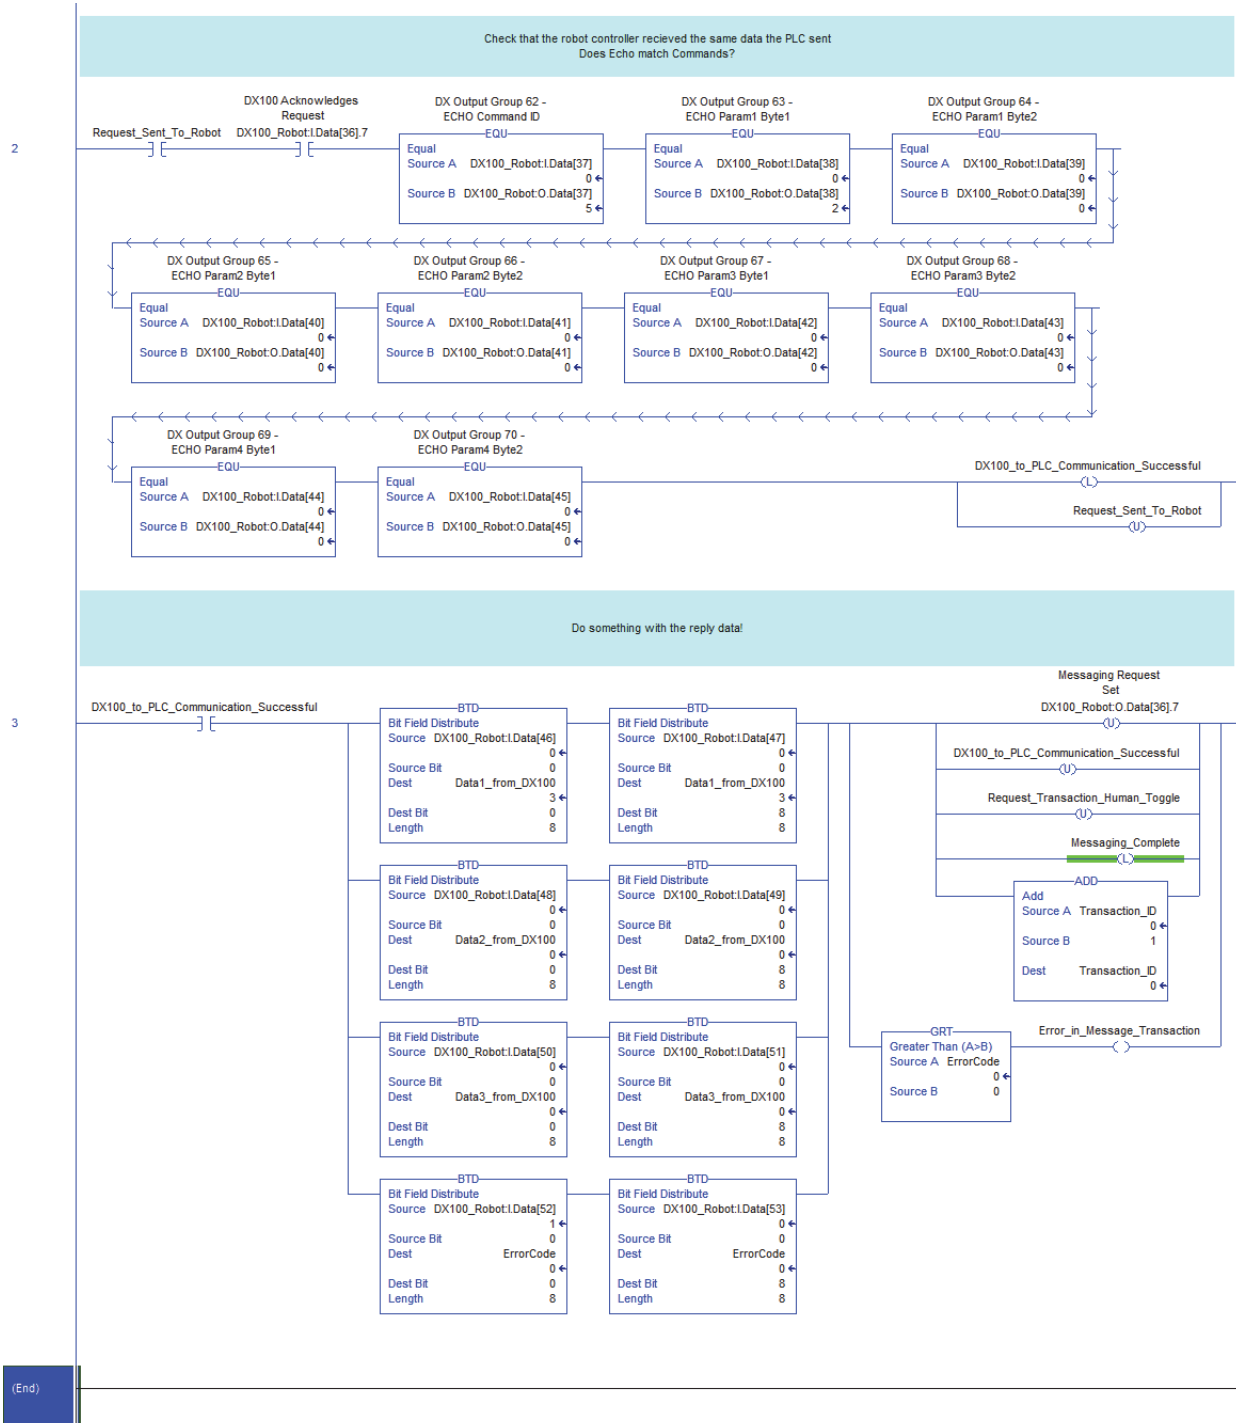 Check that the robot controller recieved the same data the PLC sent
Does Echo match Commands?
2
Request_Sent_To_Robot
DX100 Acknowledges
Request
DX100_Robot:I.Data[36].7
DX Output Group 62 -
ECHO Command ID
EQU
Equal
Source A DX100_Robot:I.Data[37]
0
Source B DX100_Robot:O.Data[37]
5
DX Output Group 63 -
ECHO Param1 Byte1
EQU
Equal
Source A DX100_Robot:I.Data[38]
0
Source B DX100_Robot:O.Data[38]
2
DX Output Group 64 -
ECHO Param1 Byte2
EQU
Equal
Source A DX100_Robot:I.Data[39]
0
Source B DX100_Robot:O.Data[39]
0
DX Output Group 65 -
ECHO Param2 Byte1
EQU
Equal
Source A DX100_Robot:I.Data[40]
0
Source B DX100_Robot:O.Data[40]
0
DX Output Group 66 -
ECHO Param2 Byte2
EQU
Equal
Source A DX100_Robot:I.Data[41]
0
Source B DX100_Robot:O.Data[41]
0
DX Output Group 67 -
ECHO Param3 Byte1
EQU
Equal
Source A DX100_Robot:I.Data[42]
0
Source B DX100_Robot:O.Data[42]
0
DX Output Group 68 -
ECHO Param3 Byte2
EQU
Equal
Source A DX100_Robot:I.Data[43]
0
Source B DX100_Robot:O.Data[43]
0
DX Output Group 69 -
ECHO Param4 Byte1
EQU
Equal
Source A DX100_Robot:I.Data[44]
0
Source B DX100_Robot:O.Data[44]
0
DX Output Group 70 -
ECHO Param4 Byte2
EQU
Equal
Source A DX100_Robot:I.Data[45]
0
Source B DX100_Robot:O.Data[45]
0
DX100_to_PLC_Communication_Successful
L
Request_Sent_To_Robot
U
Do something with the reply data!
3
DX100_to_PLC_Communication_Successful
BTD
Bit Field Distribute
Source DX100_Robot:I.Data[46]
0
Source Bit 0
Dest Data1_from_DX100
3
Dest Bit 0
Length 8
BTD
Bit Field Distribute
Source DX100_Robot:I.Data[47]
0
Source Bit 0
Dest Data1_from_DX100
3
Dest Bit 8
Length 8
BTD
Bit Field Distribute
Source DX100_Robot:I.Data[48]
0
Source Bit 0
Dest Data2_from_DX100
0
Dest Bit 0
Length 8
BTD
Bit Field Distribute
Source DX100_Robot:I.Data[49]
0
Source Bit 0
Dest Data2_from_DX100
0
Dest Bit 8
Length 8
BTD
Bit Field Distribute
Source DX100_Robot:I.Data[50]
0
Source Bit 0
Dest Data3_from_DX100
0
Dest Bit 0
Length 8
BTD
Bit Field Distribute
Source DX100_Robot:I.Data[51]
0
Source Bit 0
Dest Data3_from_DX100
0
Dest Bit 8
Length 8
BTD
Bit Field Distribute
Source DX100_Robot:I.Data[52]
1
Source Bit 0
Dest ErrorCode
0
Dest Bit 0
Length 8
BTD
Bit Field Distribute
Source DX100_Robot:I.Data[53]
0
Source Bit 0
Dest ErrorCode
0
Dest Bit 8
Length 8
Messaging Request
Set
DX100_Robot:O.Data[36].7
U
DX100_to_PLC_Communication_Successful
U
Request_Transaction_Human_Toggle
U
Messaging_Complete
L
ADD
Add
Source A Transaction_ID
0
Source B 1
Dest Transaction_ID
0
GRT
Greater Than (A>B)
Source A ErrorCode
0
Source B 0
Error_in_Message_Transaction
(End)